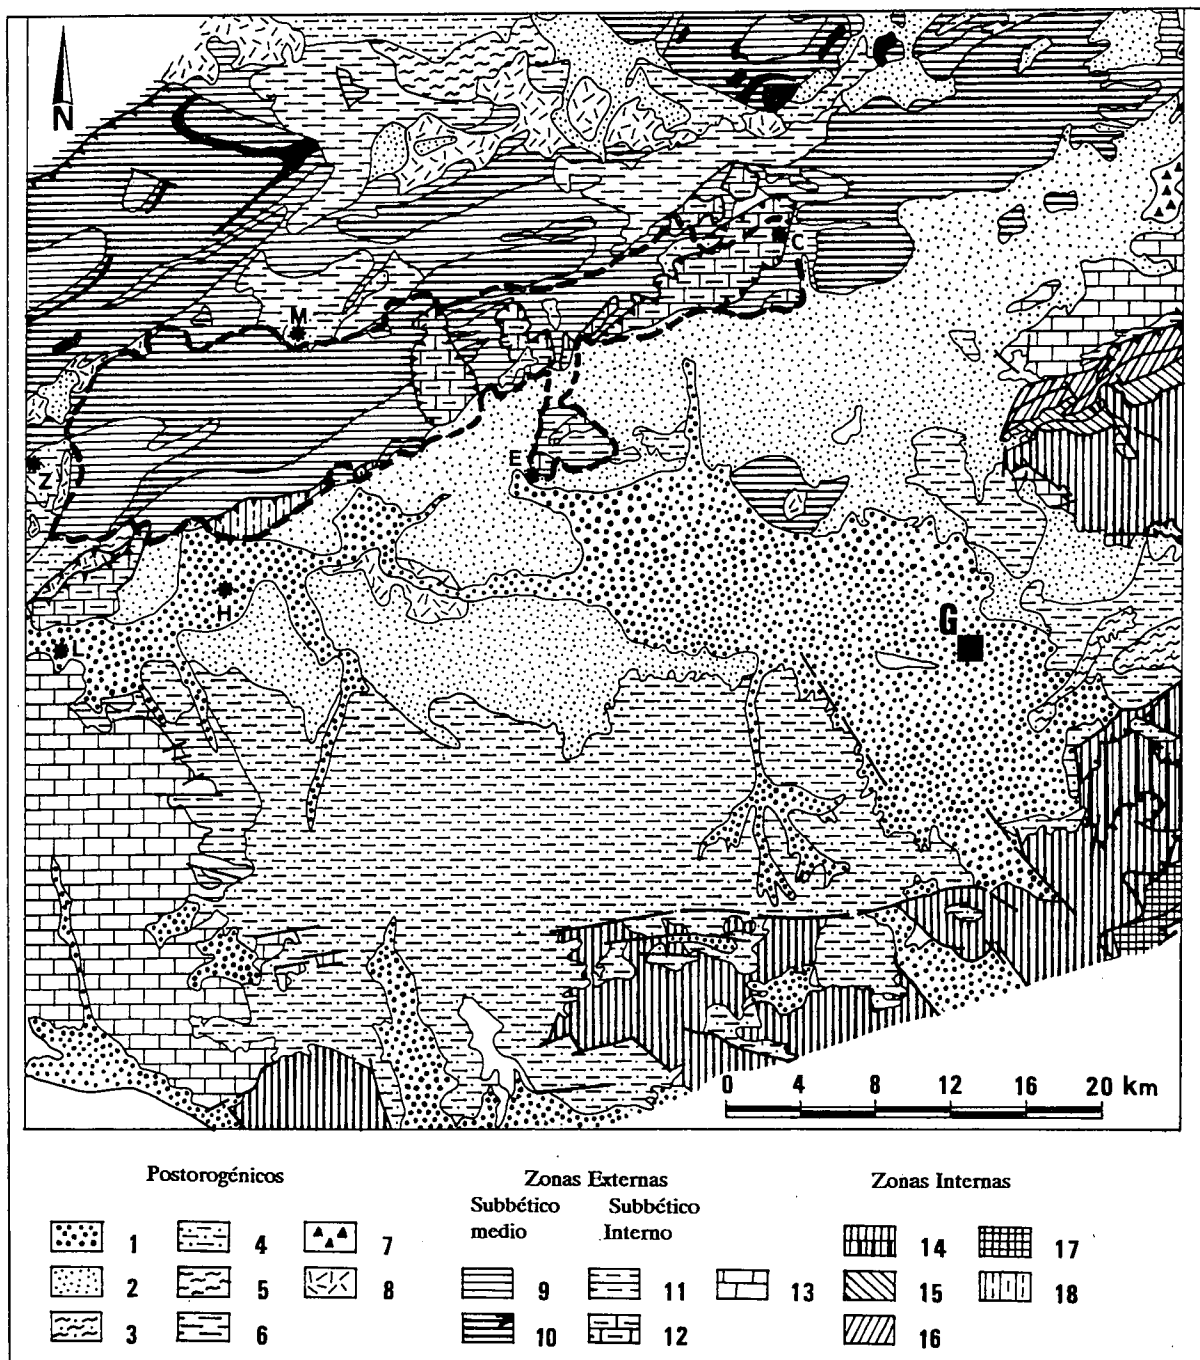 N
C
M
Z
E
H
L
G
0 4 8 12 16 20 km
Postorogénicos
Zonas Externas
Zonas Internas
Subbético medio
Subbético Interno
1 4 7
2 5 8
3 6
9 11 13
10 12
14 17
15 18
16